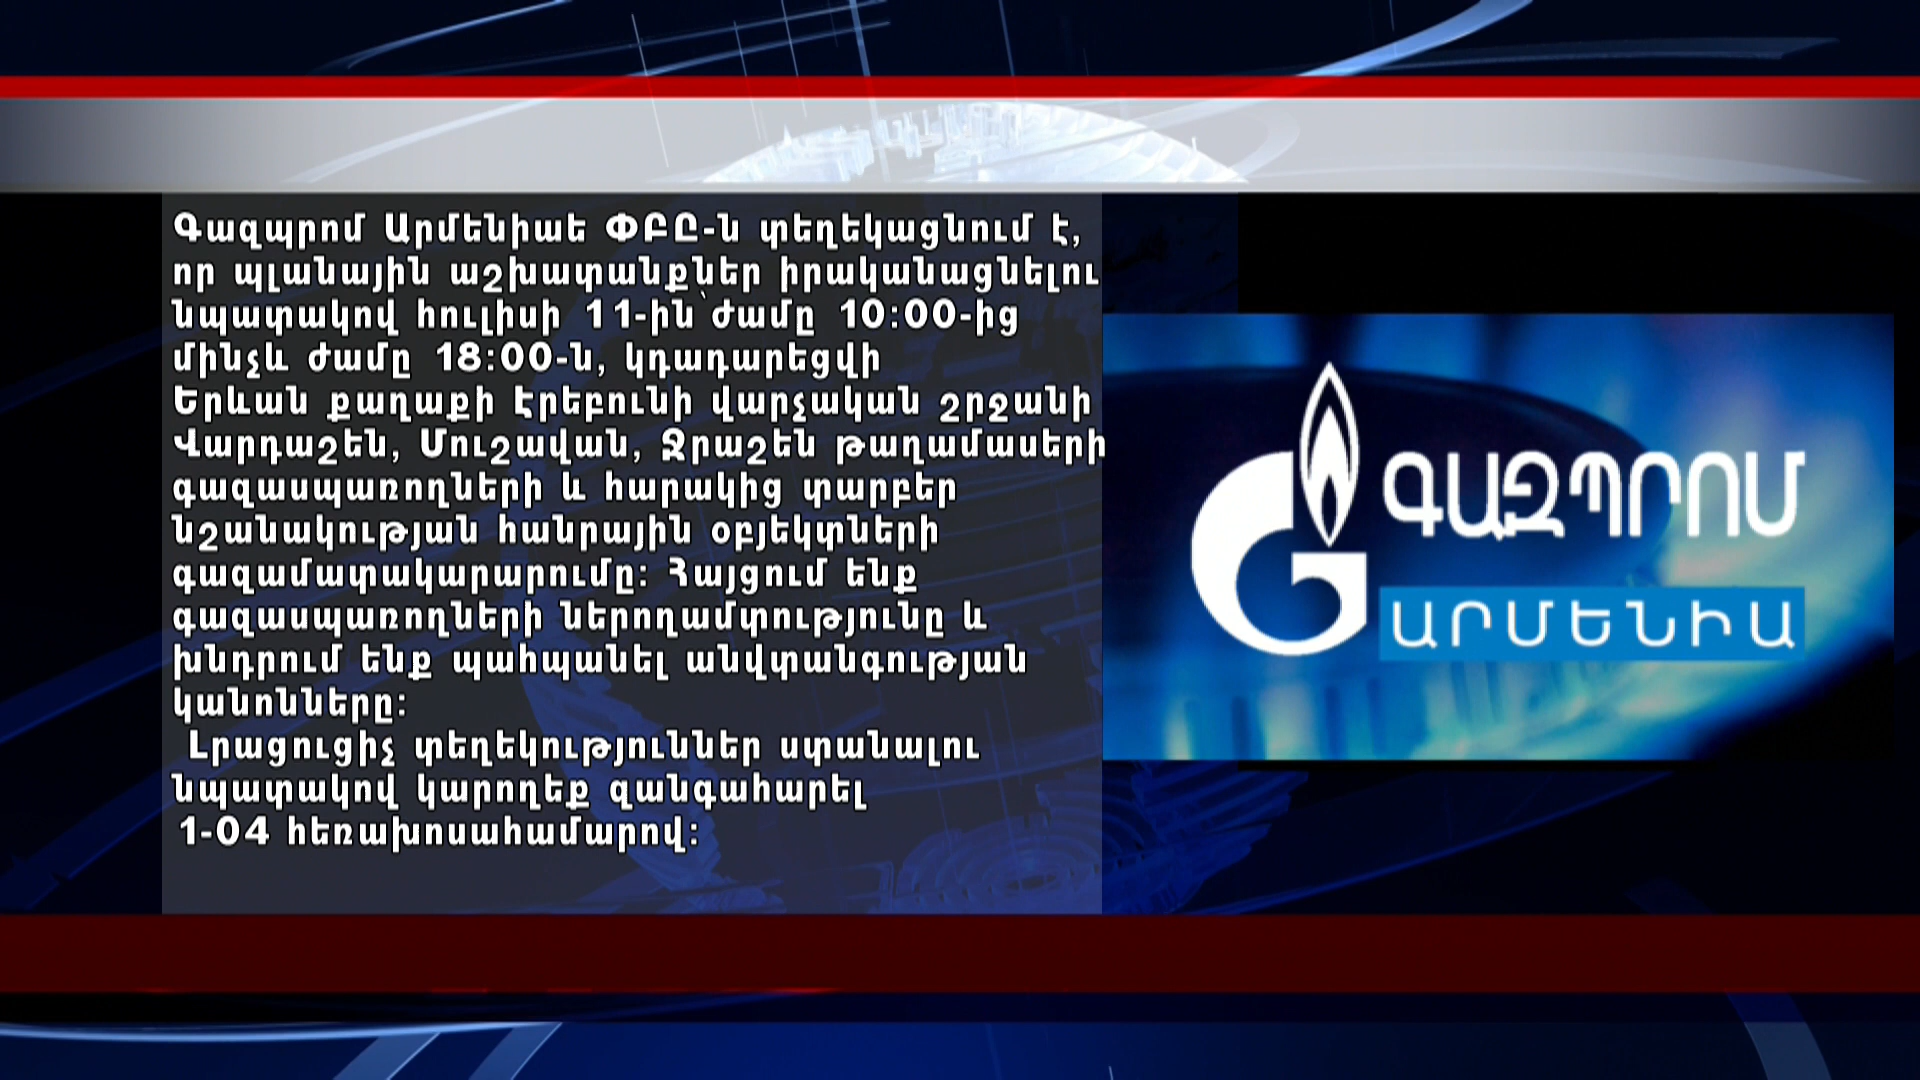 Գազպրոմ Արմենիաե ՓԲԸ-ն տեղեկացնում է,
որ պլանային աշխատանքներ իրականացնելու
նպատակով հուլիսի 11-ին՝ժամը 10:00-ից
մինչև ժամը 18:00-ն, կդադարեցվի
Երևան քաղաքի Էրեբունի վարչական շրջանի
Վարդաշեն, Մուշավան, Ջրաշեն թաղամասերի
գազասպառողների և հարակից տարբեր
նշանակության հանրային օբյեկտների
գազամատակարարումը: Հայցում ենք
գազասպառողների ներողամտությունը և
խնդրում ենք պահպանել անվտանգության
կանոնները:
Լրացուցիչ տեղեկություններ ստանալու
նպատակով կարողեք զանգահարել
1-04 հեռախոսահամարով:
ԳԱԶՊՐՈՄ
ԱՐՄԵՆԻԱ